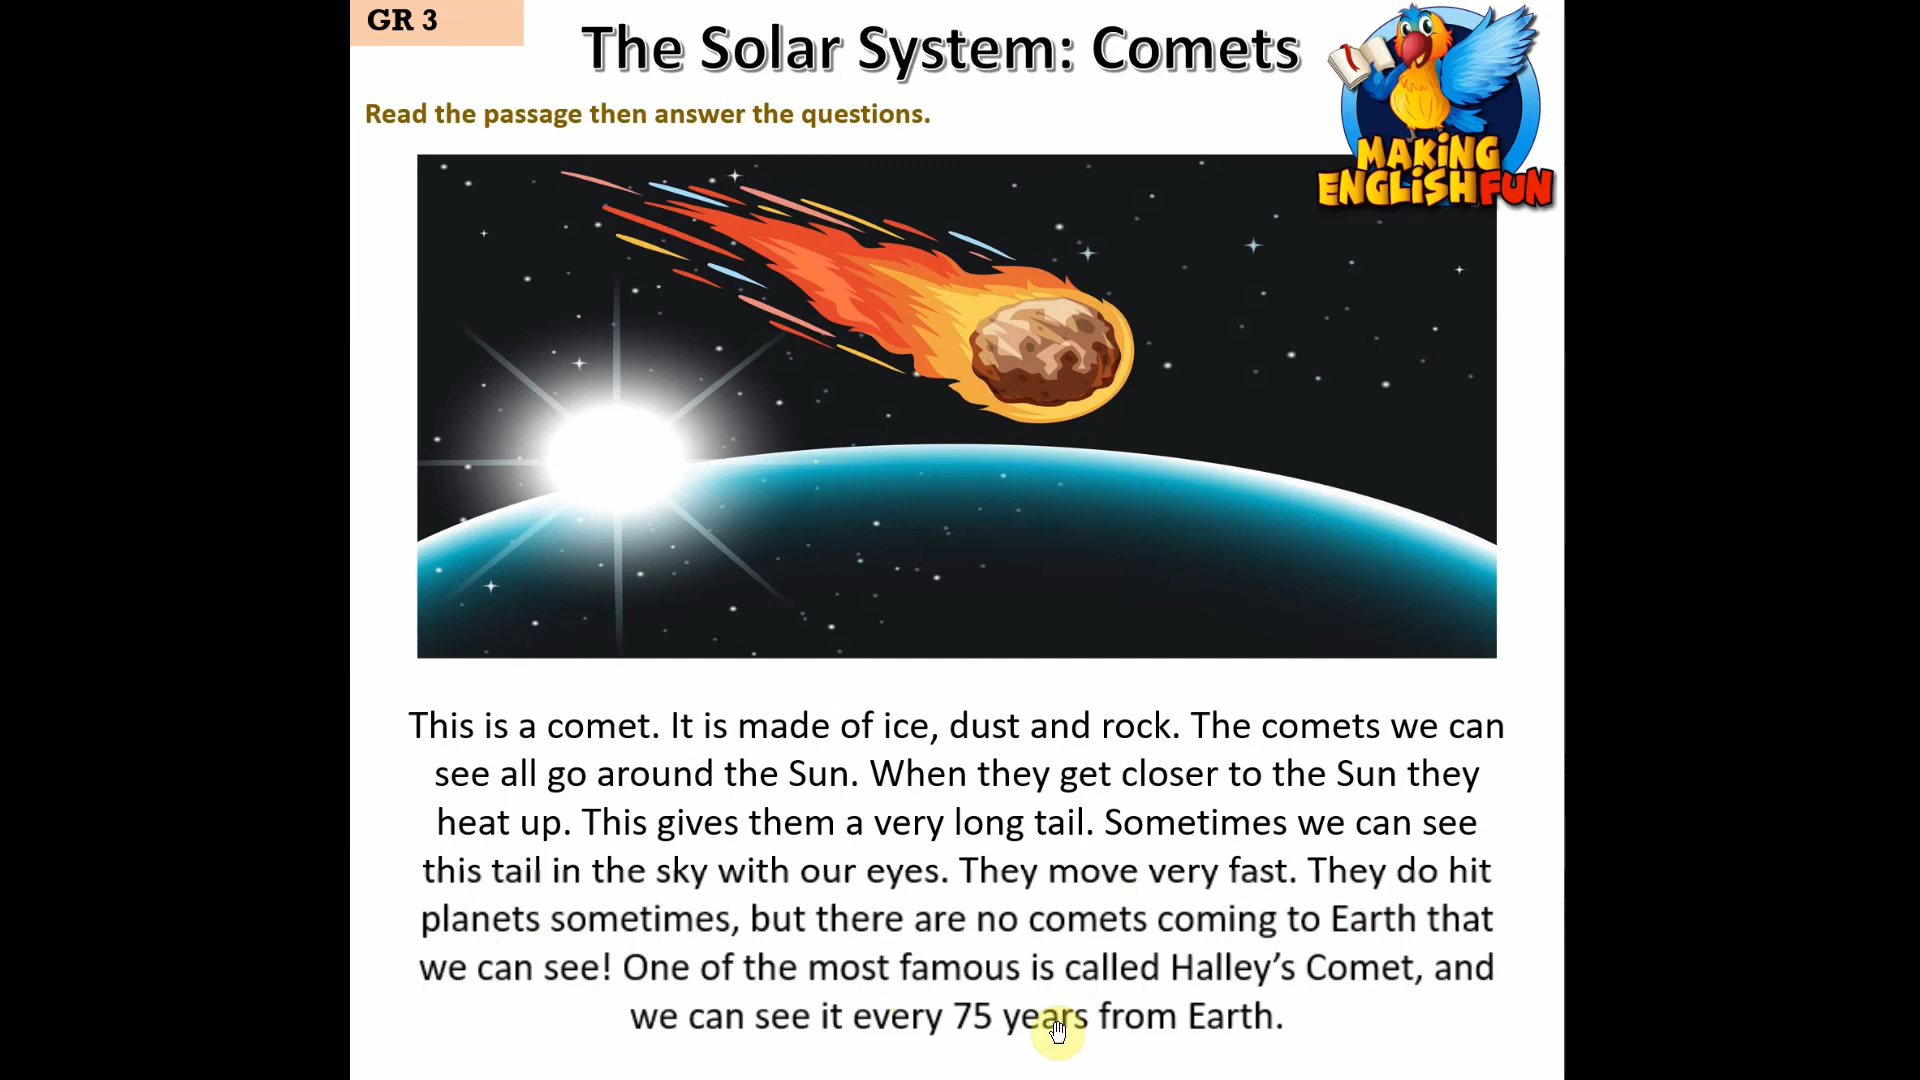 GR 3
The Solar System: Comets
Read the passage then answer the questions.
MAKiNG
ENGLiSHFUN
This is a comet. It is made of ice, dust and rock. The comets we can
see all go around the Sun. When they get closer to the Sun they
heat up. This gives them a very long tail. Sometimes we can see
this tail in the sky with our eyes. They move very fast. They do hit
planets sometimes, but there are no comets coming to Earth that
we can see! One of the most famous is called Halley’s Comet, and
we can see it every 75 years from Earth.